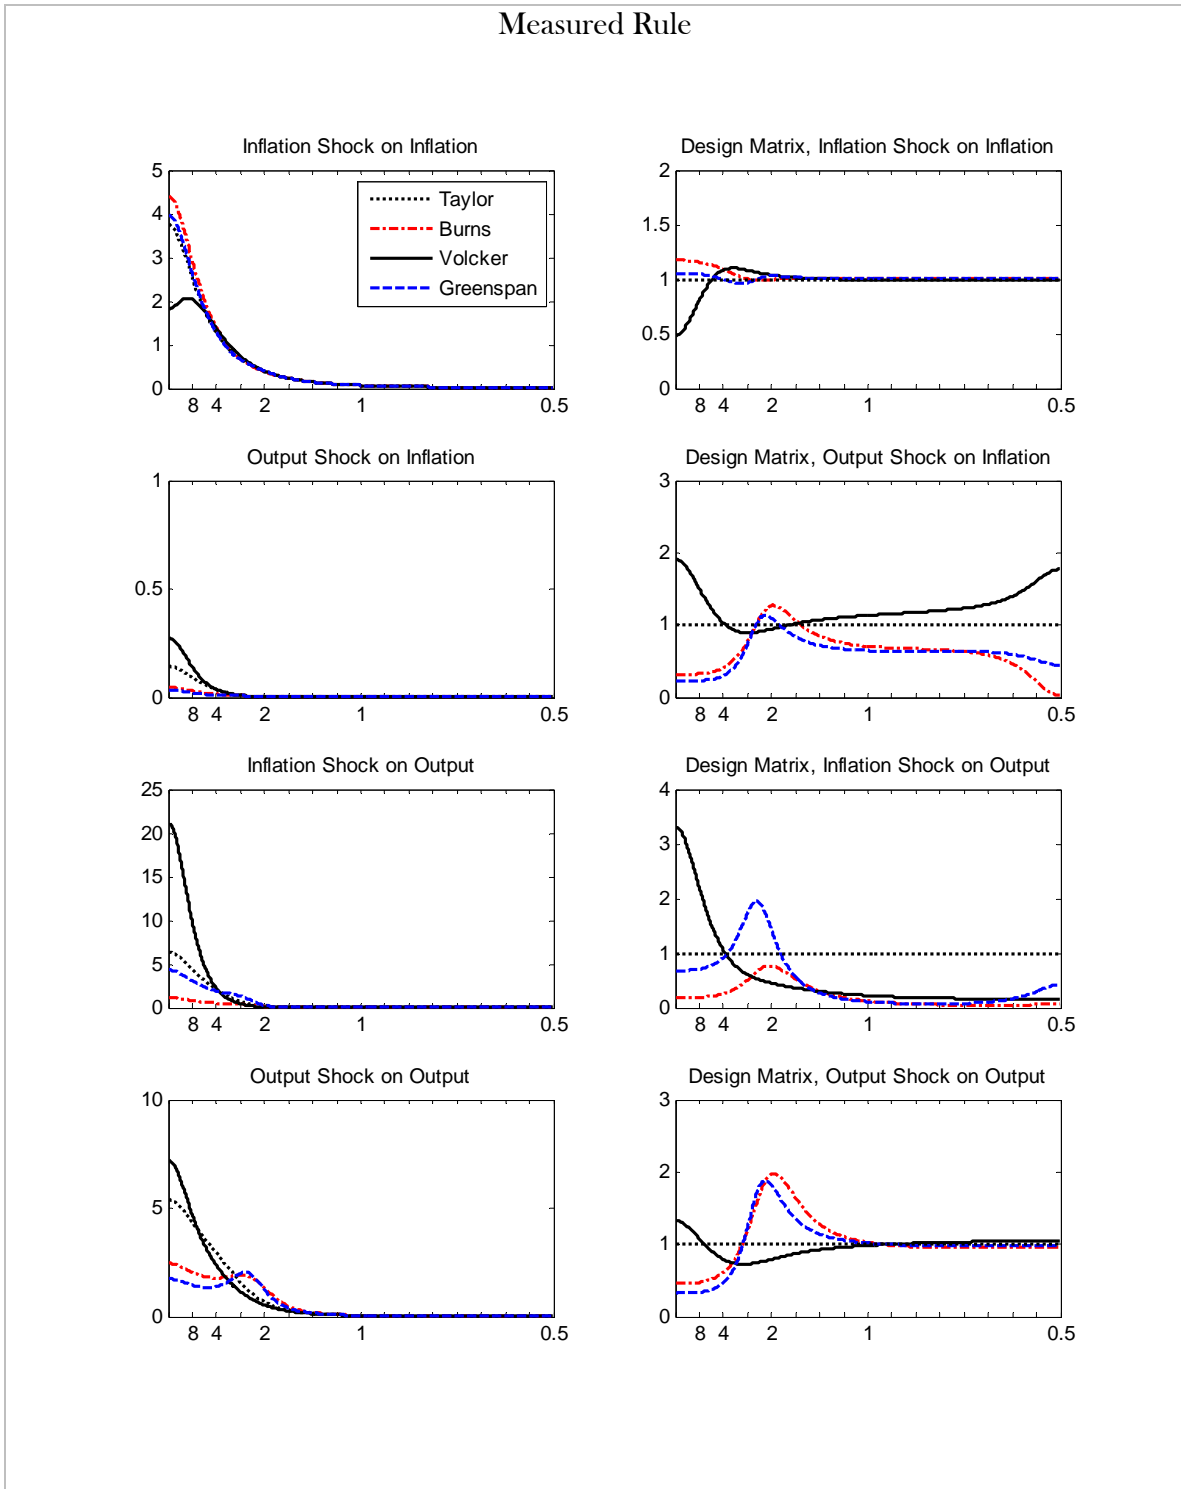 Measured Rule
Inflation Shock on Inflation
5
4
3
2
1
0
8 4 2 1 0.5
Taylor
Burns
Volcker
Greenspan
Design Matrix, Inflation Shock on Inflation
2
1.5
1
0.5
0
8 4 2 1 0.5
Output Shock on Inflation
1
0.5
0
8 4 2 1 0.5
Design Matrix, Output Shock on Inflation
3
2
1
0
8 4 2 1 0.5
Inflation Shock on Output
25
20
15
10
5
0
8 4 2 1 0.5
Design Matrix, Inflation Shock on Output
4
3
2
1
0
8 4 2 1 0.5
Output Shock on Output
10
5
0
8 4 2 1 0.5
Design Matrix, Output Shock on Output
3
2
1
0
8 4 2 1 0.5